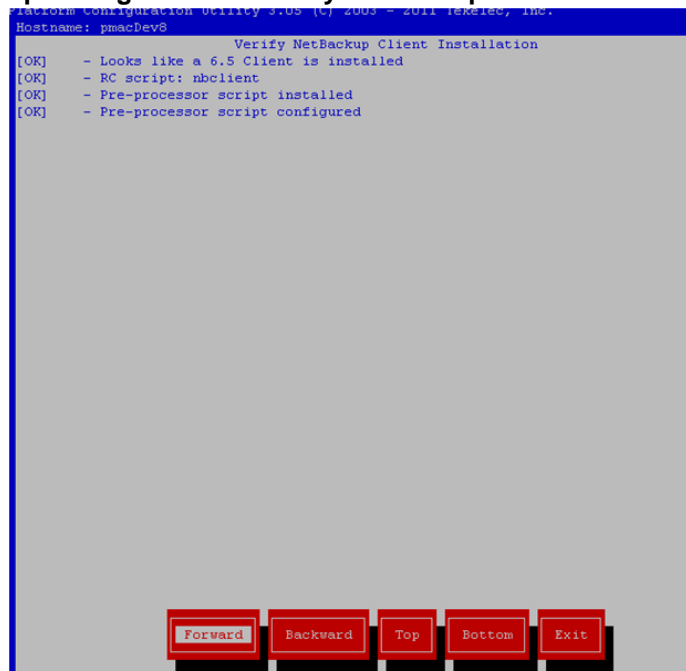 Platform Configuration Utility 3.05 (C) 2003 - 2011 Tekelec, Inc.
Hostname: pmacDev8
Verify NetBackup Client Installation
[OK] - Looks like a 6.5 Client is installed
[OK] - RC script: nbclient
[OK] - Pre-processor script installed
[OK] - Pre-processor script configured
Forward Backward Top Bottom Exit